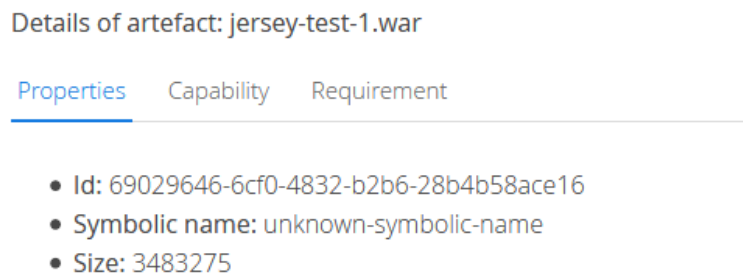 Details of artefact: jersey-test-1.war
Properties Capability Requirement
• Id: 69029646-6cf0-4832-b2b6-28b4b58ace16
• Symbolic name: unknown-symbolic-name
• Size: 3483275